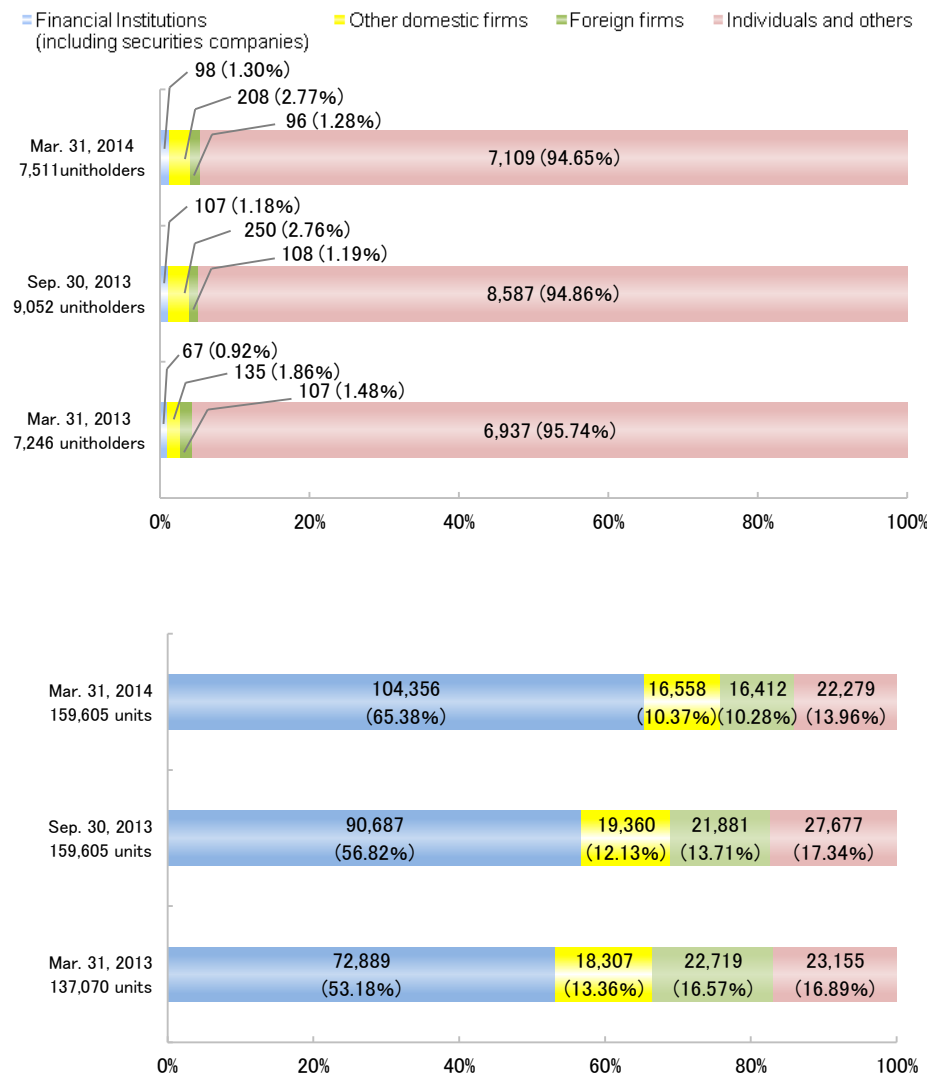 Financial Institutions
(including securities companies)
Other domestic firms
Foreign firms
Individuals and others
98 (1.30%)
208 (2.77%)
96 (1.28%)
Mar. 31, 2014
7,511unitholders
7,109 (94.65%)
107 (1.18%)
250 (2.76%)
108 (1.19%)
Sep. 30, 2013
9,052 unitholders
8,587 (94.86%)
67 (0.92%)
135 (1.86%)
107 (1.48%)
Mar. 31, 2013
7,246 unitholders
6,937 (95.74%)
0% 20% 40% 60% 80% 100%
Mar. 31, 2014
159,605 units
104,356 16,558 16,412 22,279
(65.38%) (10.37%) (10.28%) (13.96%)
Sep. 30, 2013
159,605 units
90,687 19,360 21,881 27,677
(56.82%) (12.13%) (13.71%) (17.34%)
Mar. 31, 2013
137,070 units
72,889 18,307 22,719 23,155
(53.18%) (13.36%) (16.57%) (16.89%)
0% 20% 40% 60% 80% 100%